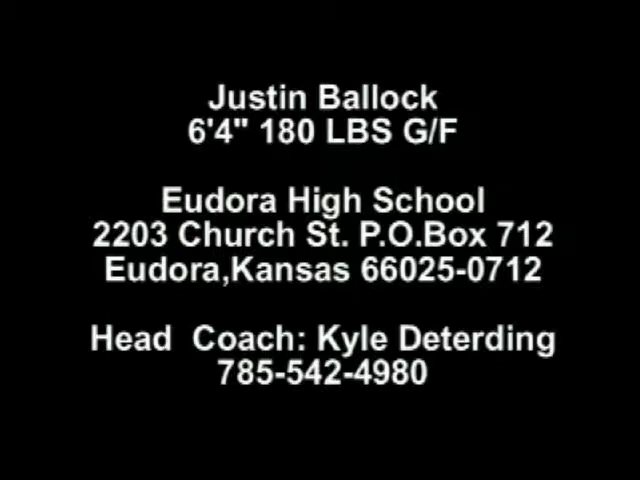 Justin Ballock
6'4" 180 LBS G/F
Eudora High School
2203 Church St. P.O.Box 712
Eudora,Kansas 66025-0712
Head  Coach: Kyle Deterding
785-542-4980